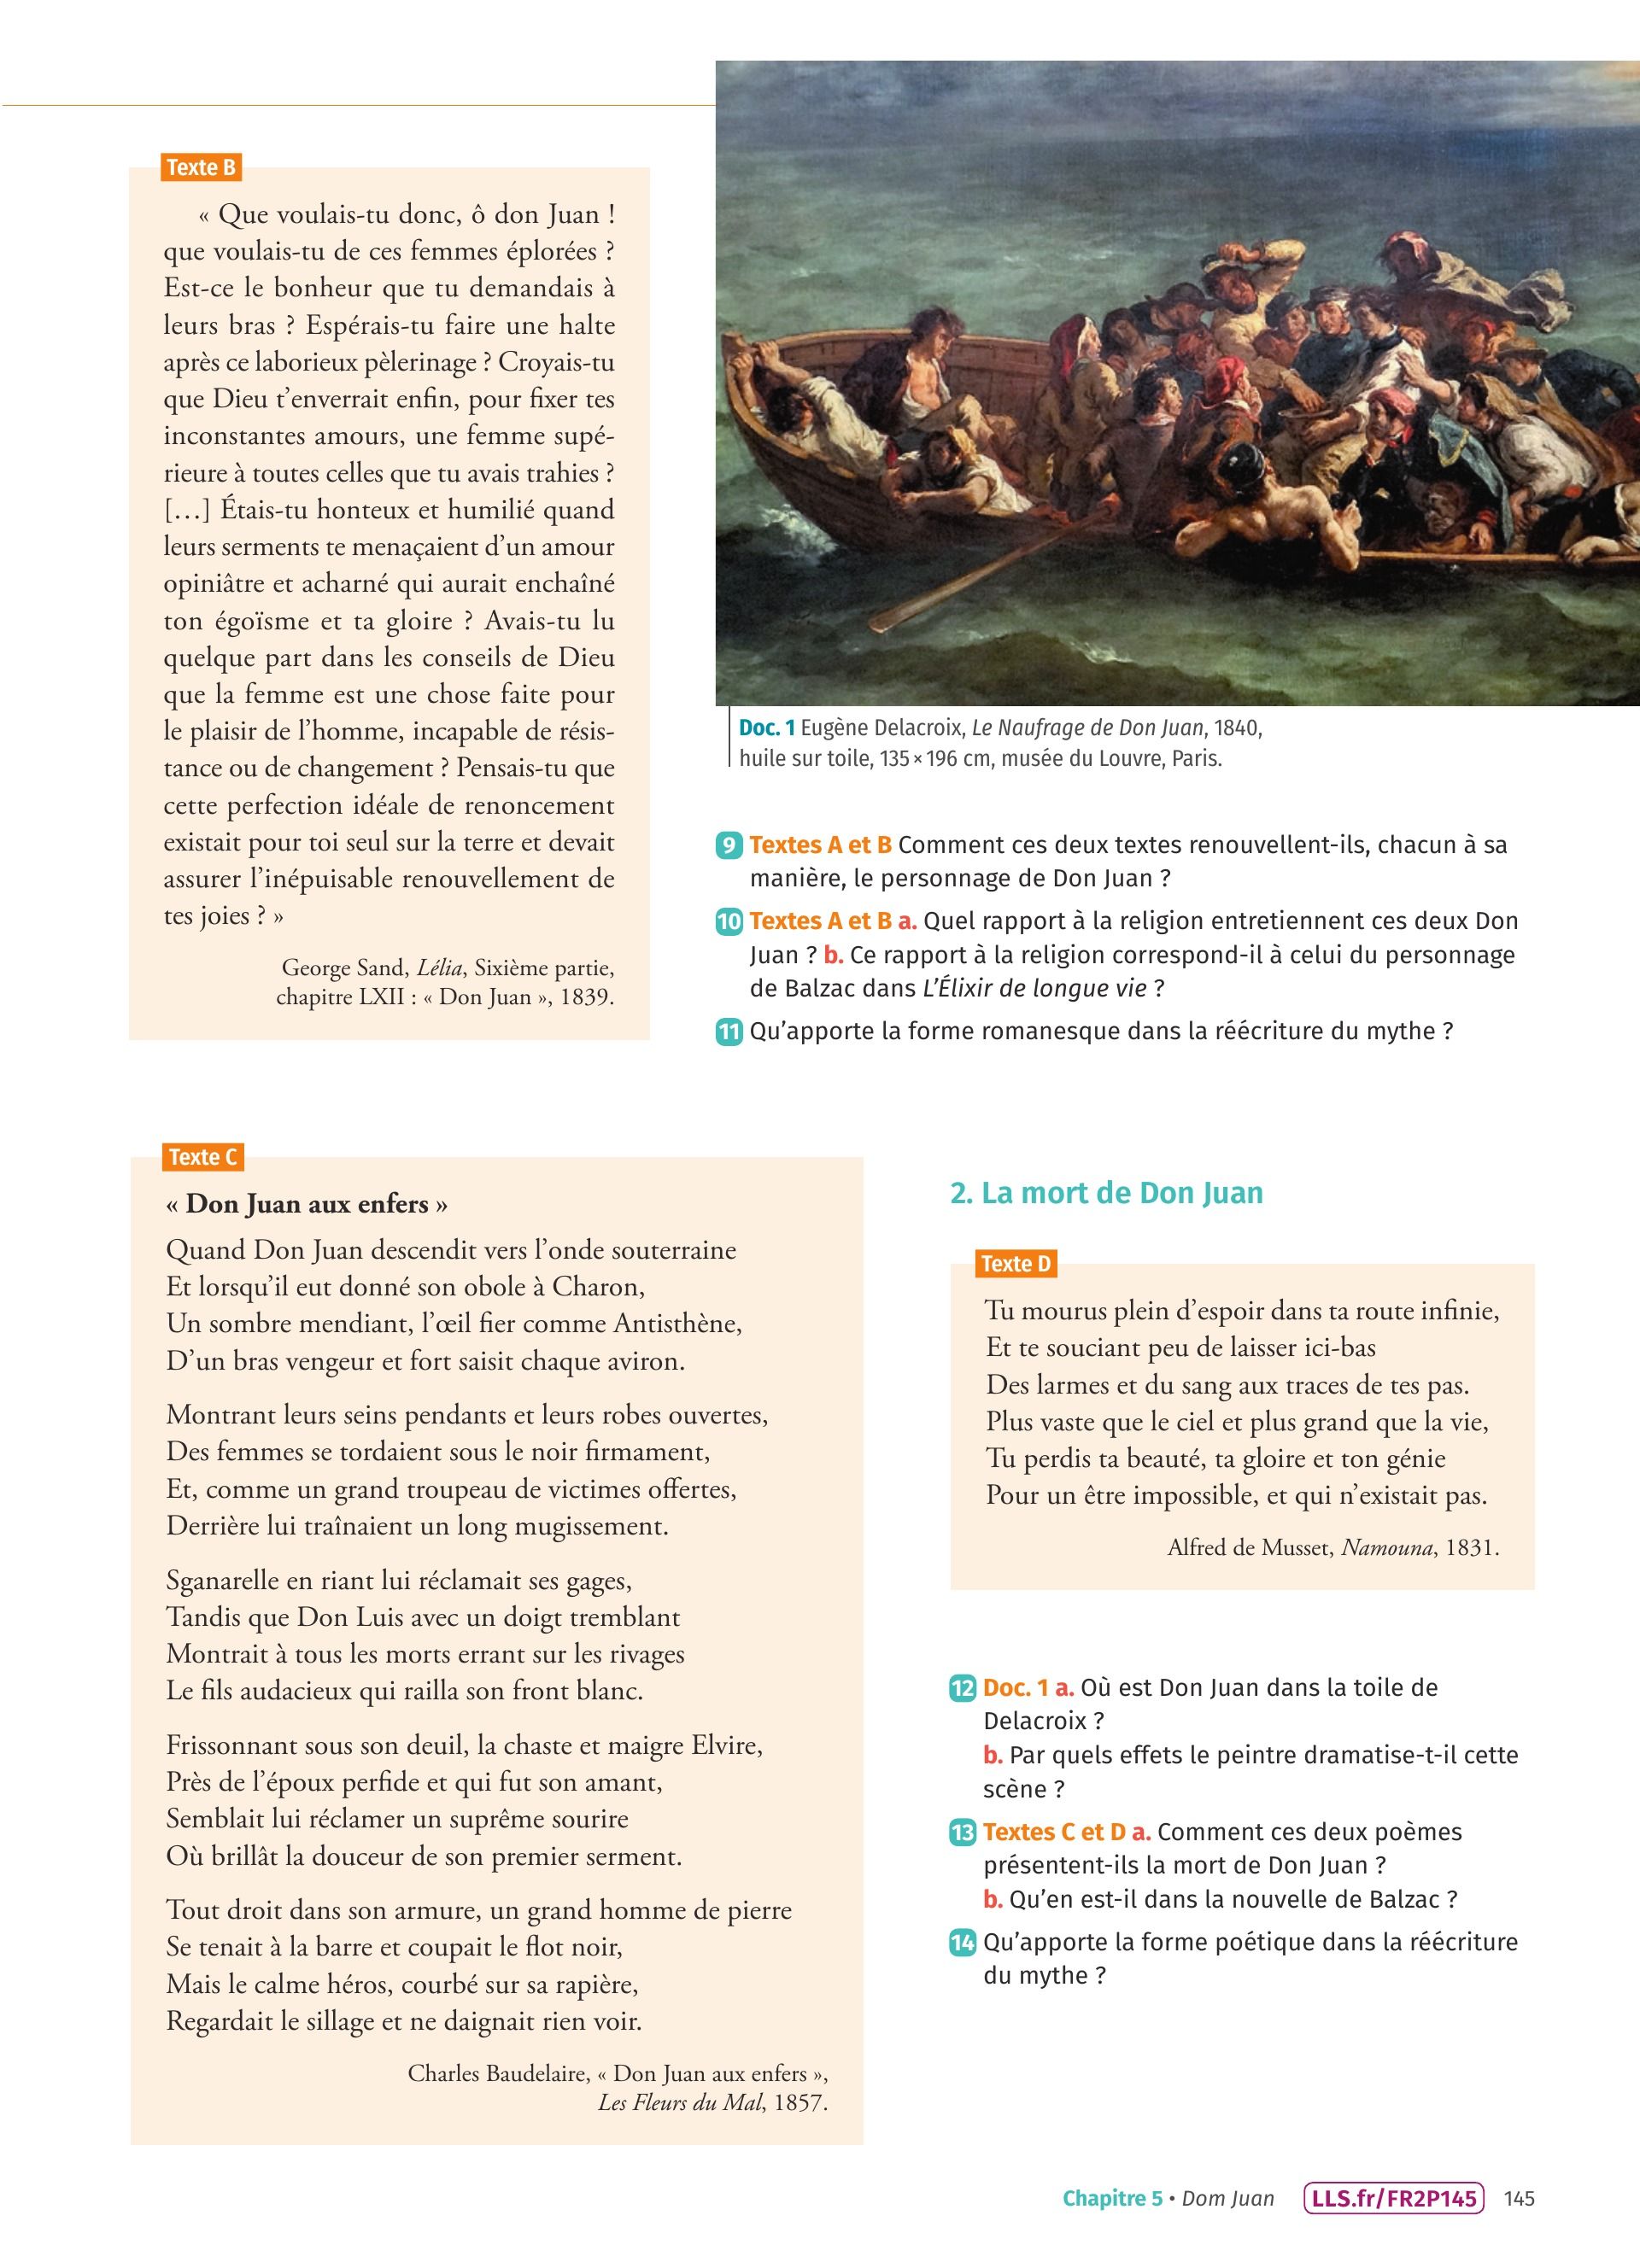 Texte B
« Que voulais-tu donc, ô don Juan !
que voulais-tu de ces femmes éplorées ?
Est-ce le bonheur que tu demandais à
leurs bras ? Espérais-tu faire une halte
après ce laborieux pèlerinage ? Croyais-tu
que Dieu t’enverrait enfin, pour fixer tes
inconstantes amours, une femme supé-
rieure à toutes celles que tu avais trahies ?
[…] Étais-tu honteux et humilié quand
leurs serments te menaçaient d’un amour
opiniâtre et acharné qui aurait enchaîné
ton égoïsme et ta gloire ? Avais-tu lu
quelque part dans les conseils de Dieu
que la femme est une chose faite pour
le plaisir de l’homme, incapable de résis-
tance ou de changement ? Pensais-tu que
cette perfection idéale de renoncement
existait pour toi seul sur la terre et devait
assurer l’inépuisable renouvellement de
tes joies ? »
George Sand, Lélia, Sixième partie,
chapitre LXII : « Don Juan », 1839.
Doc. 1 Eugène Delacroix, Le Naufrage de Don Juan, 1840,
huile sur toile, 135 × 196 cm, musée du Louvre, Paris.
9 Textes A et B Comment ces deux textes renouvellent-ils, chacun à sa
manière, le personnage de Don Juan ?
10 Textes A et B a. Quel rapport à la religion entretiennent ces deux Don
Juan ? b. Ce rapport à la religion correspond-il à celui du personnage
de Balzac dans L’Élixir de longue vie ?
11 Qu’apporte la forme romanesque dans la réécriture du mythe ?
Texte C
« Don Juan aux enfers »
Quand Don Juan descendit vers l’onde souterraine
Et lorsqu’il eut donné son obole à Charon,
Un sombre mendiant, l’œil fier comme Antisthène,
D’un bras vengeur et fort saisit chaque aviron.
Montrant leurs seins pendants et leurs robes ouvertes,
Des femmes se tordaient sous le noir firmament,
Et, comme un grand troupeau de victimes offertes,
Derrière lui traînaient un long mugissement.
Sganarelle en riant lui réclamait ses gages,
Tandis que Don Luis avec un doigt tremblant
Montrait à tous les morts errant sur les rivages
Le fils audacieux qui railla son front blanc.
Frissonnant sous son deuil, la chaste et maigre Elvire,
Près de l’époux perfide et qui fut son amant,
Semblait lui réclamer un suprême sourire
Où brillât la douceur de son premier serment.
Tout droit dans son armure, un grand homme de pierre
Se tenait à la barre et coupait le flot noir,
Mais le calme héros, courbé sur sa rapière,
Regardait le sillage et ne daignait rien voir.
Charles Baudelaire, « Don Juan aux enfers »,
Les Fleurs du Mal, 1857.
2. La mort de Don Juan
Texte D
Tu mourus plein d’espoir dans ta route infinie,
Et te souciant peu de laisser ici-bas
Des larmes et du sang aux traces de tes pas.
Plus vaste que le ciel et plus grand que la vie,
Tu perdis ta beauté, ta gloire et ton génie
Pour un être impossible, et qui n’existait pas.
Alfred de Musset, Namouna, 1831.
12 Doc. 1 a. Où est Don Juan dans la toile de
Delacroix ?
b. Par quels effets le peintre dramatise-t-il cette
scène ?
13 Textes C et D a. Comment ces deux poèmes
présentent-ils la mort de Don Juan ?
b. Qu’en est-il dans la nouvelle de Balzac ?
14 Qu’apporte la forme poétique dans la réécriture
du mythe ?
Chapitre 5 • Dom Juan LLS.fr/FR2P145 145